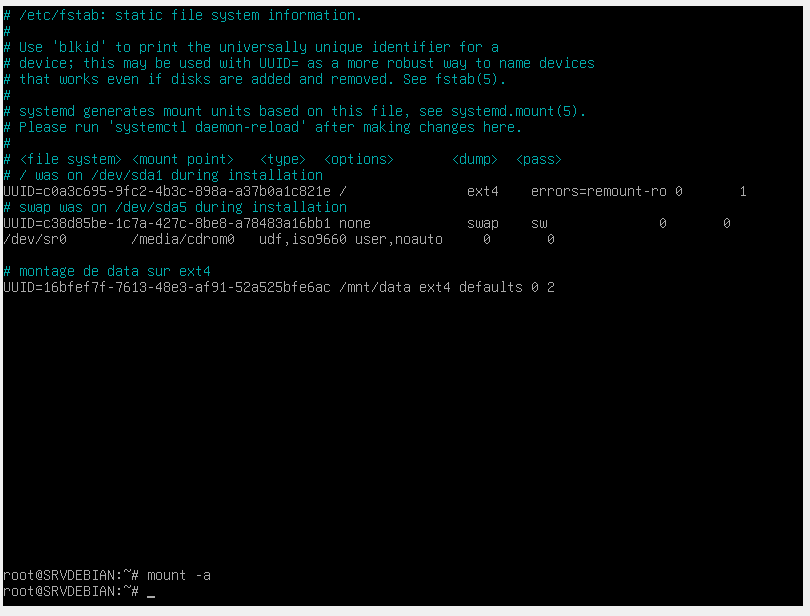 # /etc/fstab: static file system information.
#
# Use 'blkid' to print the universally unique identifier for a
# device; this may be used with UUID= as a more robust way to name devices
# that works even if disks are added and removed. See fstab(5).
#
# systemd generates mount units based on this file, see systemd.mount(5).
# Please run 'systemctl daemon-reload' after making changes here.
#
# <file system> <mount point>   <type>  <options>       <dump>  <pass>
# / was on /dev/sda1 during installation
UUID=c0a3c695-9fc2-4b3c-898a-a37b0a1c821e /               ext4    errors=remount-ro 0       1
# swap was on /dev/sda5 during installation
UUID=c38d85be-1c7a-427c-8be8-a78483a16bb1 none            swap    sw              0       0
/dev/sr0        /media/cdrom0   udf,iso9660 user,noauto     0       0
# montage de data sur ext4
UUID=16bfef7f-7613-48e3-af91-52a525bfe6ac /mnt/data ext4 defaults 0 2
root@SRVDEBIAN:~# mount -a
root@SRVDEBIAN:~# _